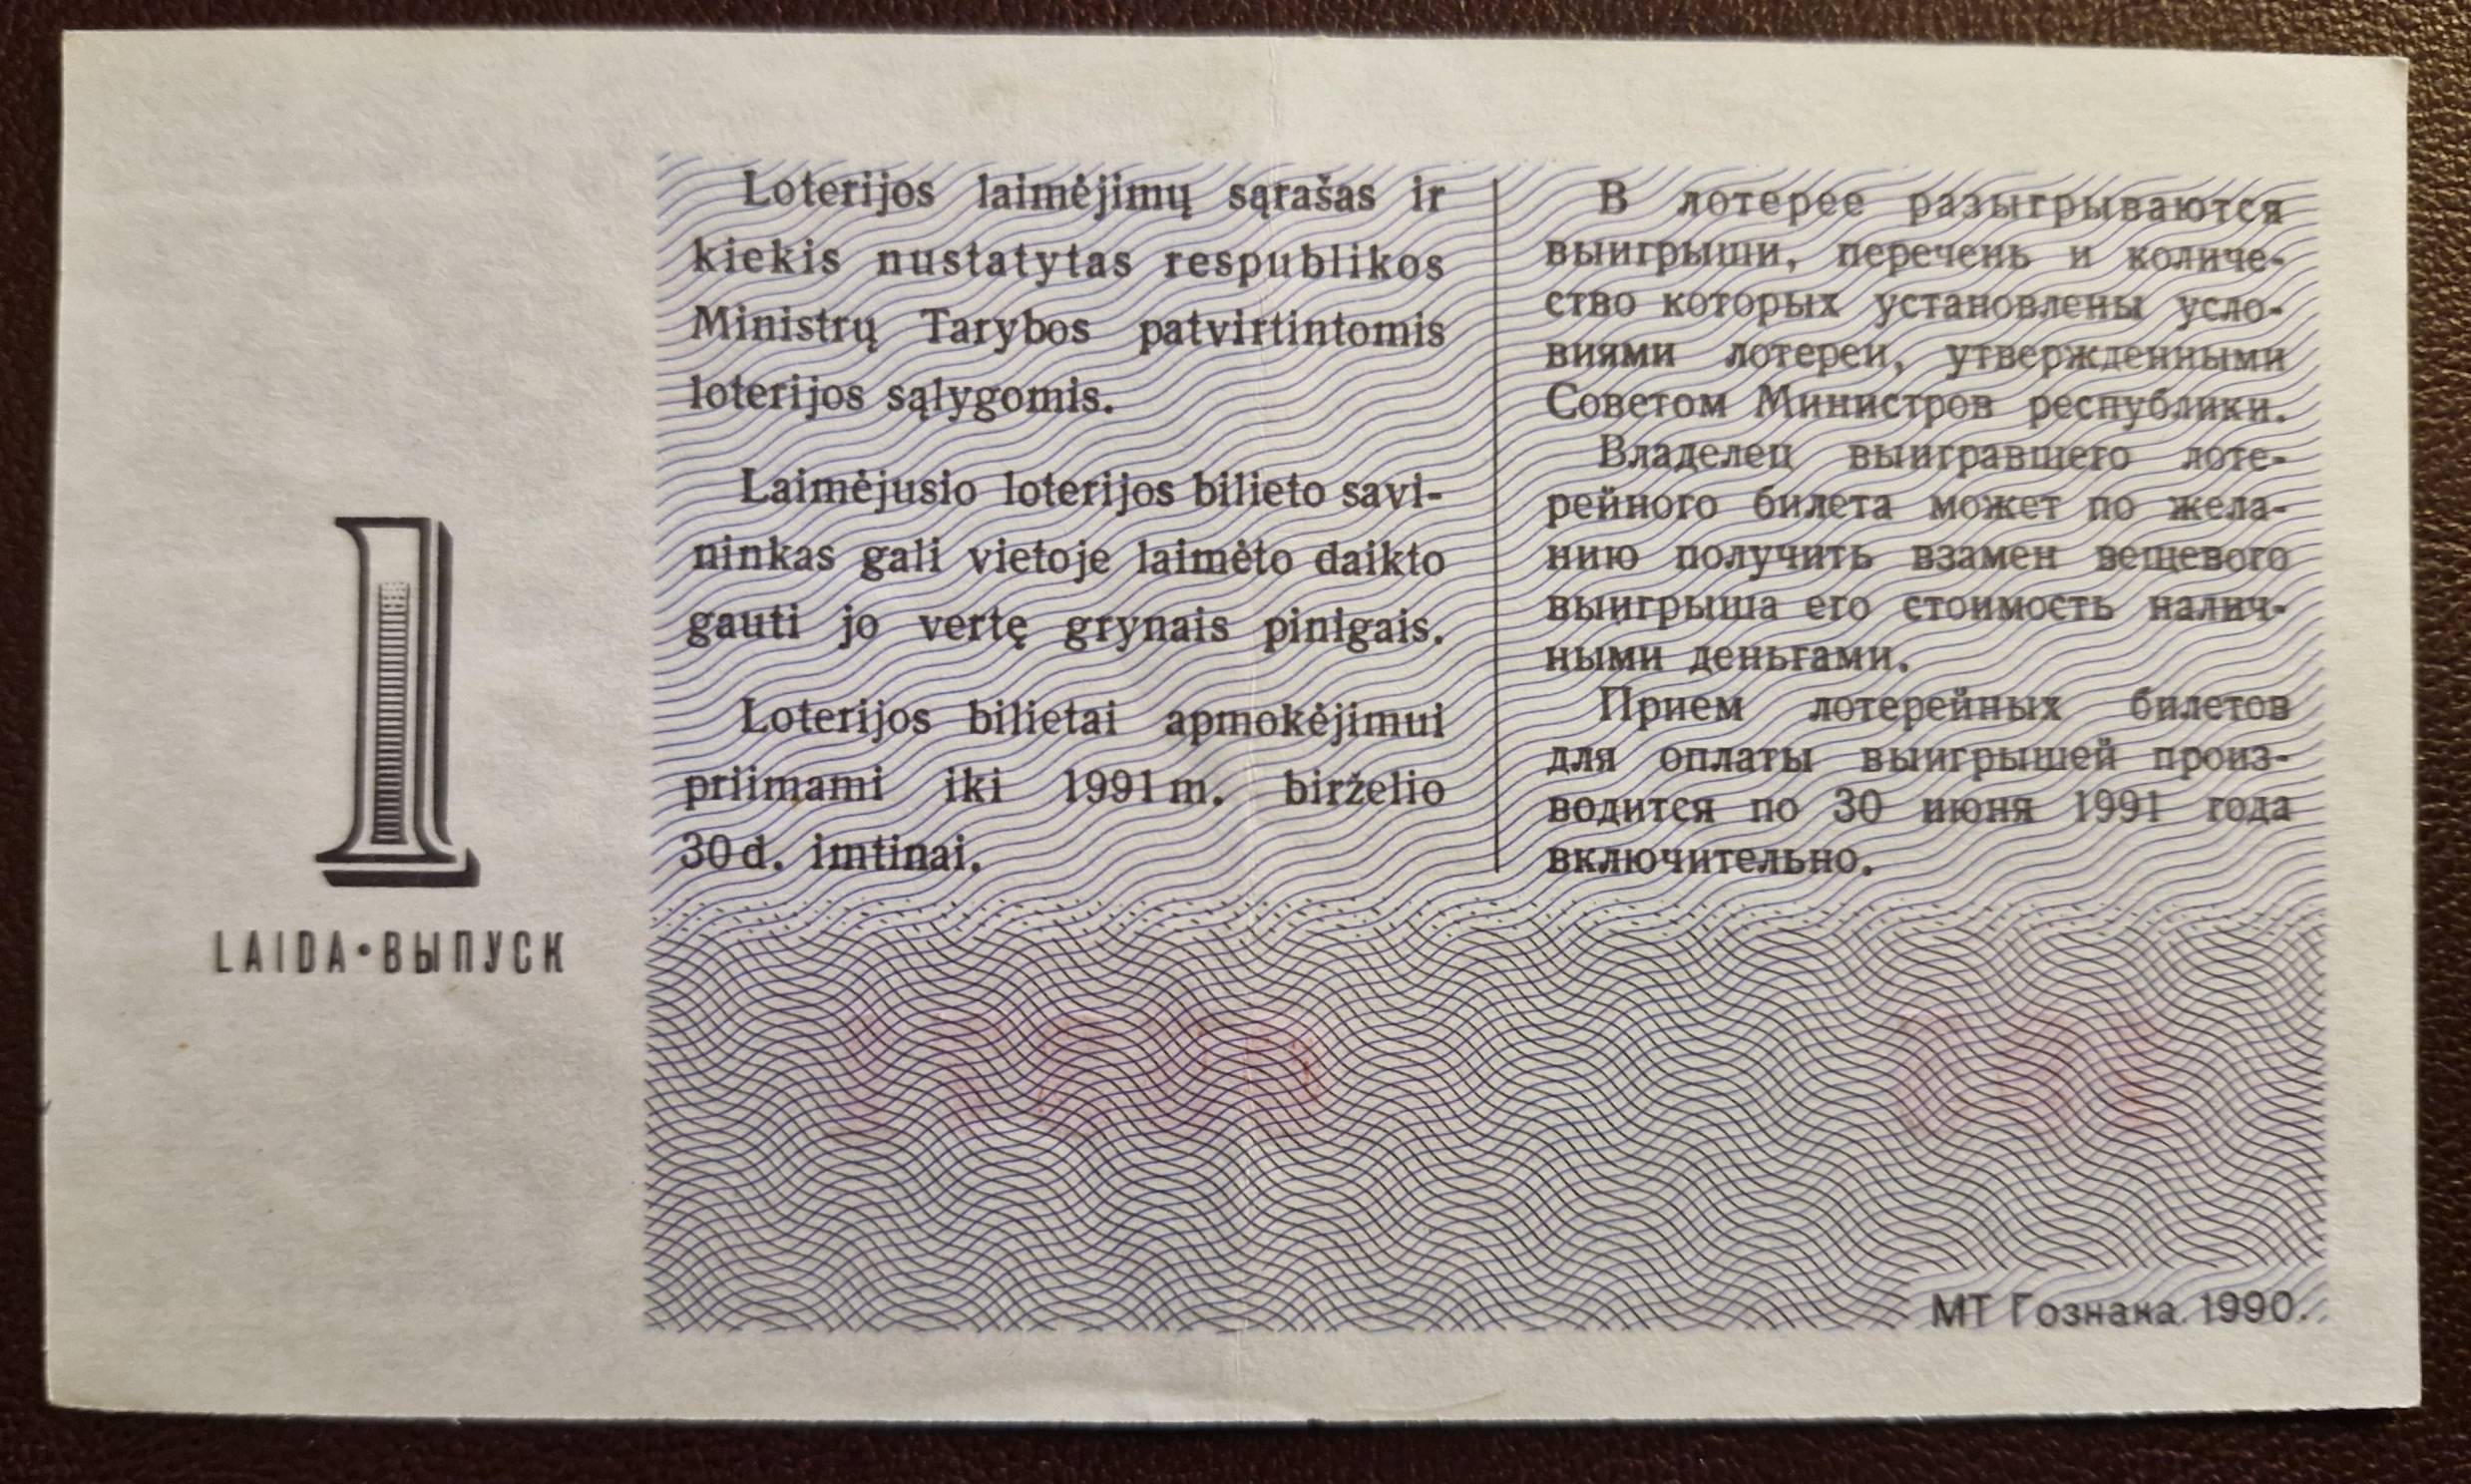 1
LAIDA•ВЫПУСК
Loterijos laimėjimų sąrašas ir
kiekis nustatytas respublikos
Ministrų Tarybos patvirtintomis
loterijos sąlygomis.
Laimėjusio loterijos bilieto savi-
ninkas gali vietoje laimėto daikto
gauti jo vertę grynais pinigais.
Loterijos bilietai apmokėjimui
priimami iki 1991 m. birželio
30 d. imtinai.
В лотерее разыгрываются
выигрыши, перечень и количе-
ство которых установлены усло-
виями лотереи, утвержденными
Советом Министров республики.
Владелец выигравшего лоте-
рейного билета может по жела-
нию получить взамен вещевого
выигрыша его стоимость налич-
ными деньгами.
Прием лотерейных билетов
для оплаты выигрышей произ-
водится по 30 июня 1991 года
включительно.
МТ Гознака. 1990.